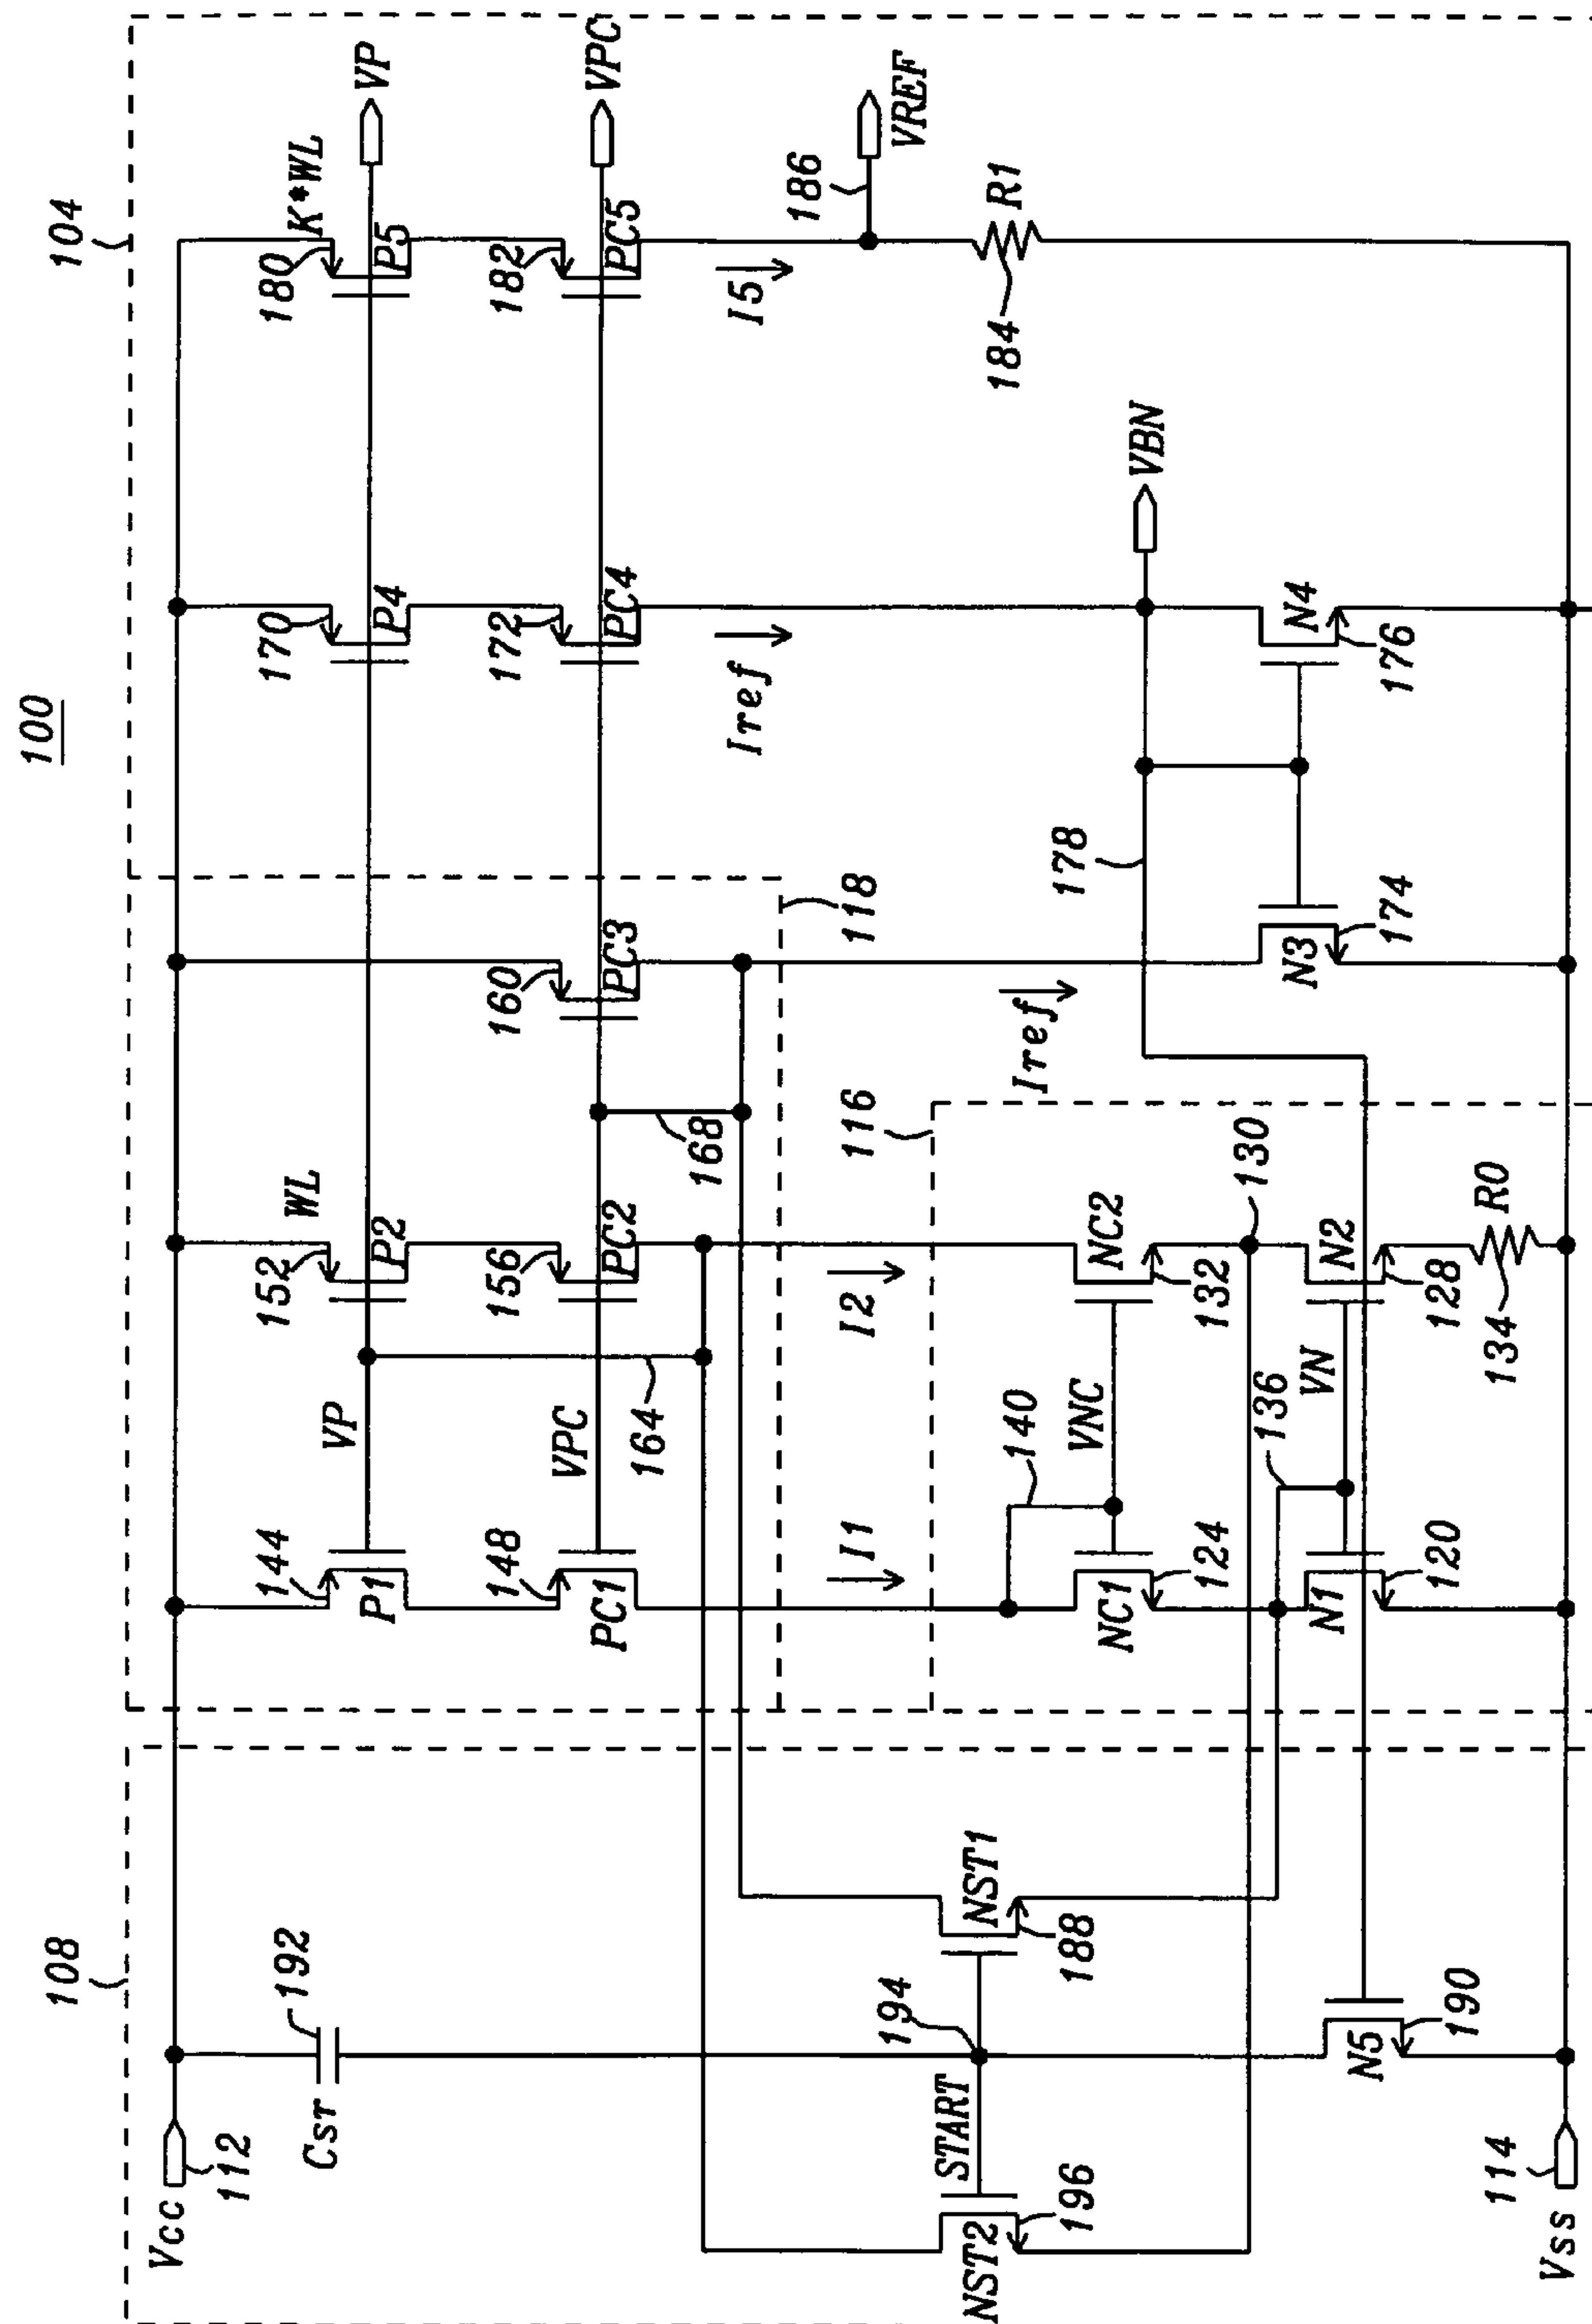 100
108
104
Vcc
112
Csr
192
144
P1
VP
152
WL
P2
170
P4
180
K*WL
P5
VP
148
PC1
VPC
156
PC2
160
PC3
172
PC4
182
PC5
VPC
164
168
118
I1
I2
116
Iref
Iref
I5
186
VREF
184
R1
NST2
START
196
194
NST1
188
140
VNC
NC1
124
NC2
132
130
178
VBN
N5
190
136
VN
N1
120
N2
128
134
R0
N3
174
N4
176
Vss
114